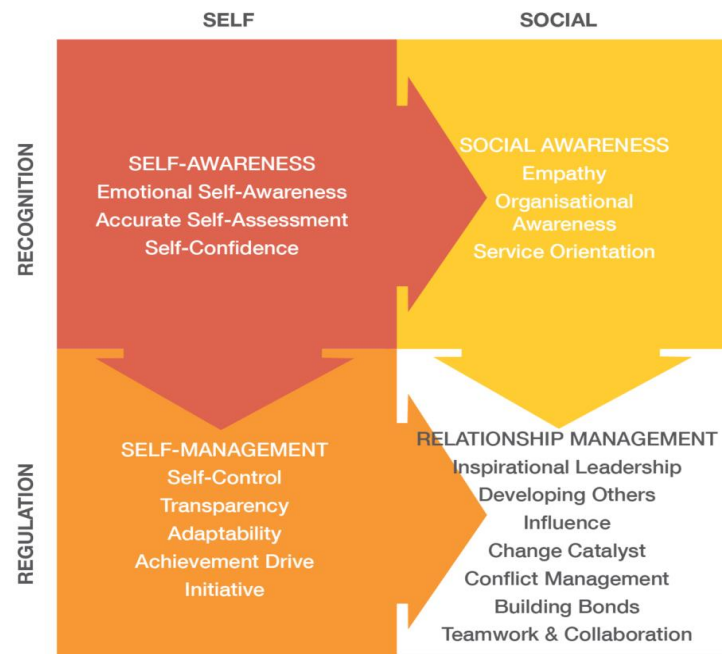 SELF
SOCIAL
RECOGNITION
SELF-AWARENESS
Emotional Self-Awareness
Accurate Self-Assessment
Self-Confidence
SOCIAL AWARENESS
Empathy
Organisational
Awareness
Service Orientation
REGULATION
SELF-MANAGEMENT
Self-Control
Transparency
Adaptability
Achievement Drive
Initiative
RELATIONSHIP MANAGEMENT
Inspirational Leadership
Developing Others
Influence
Change Catalyst
Conflict Management
Building Bonds
Teamwork & Collaboration